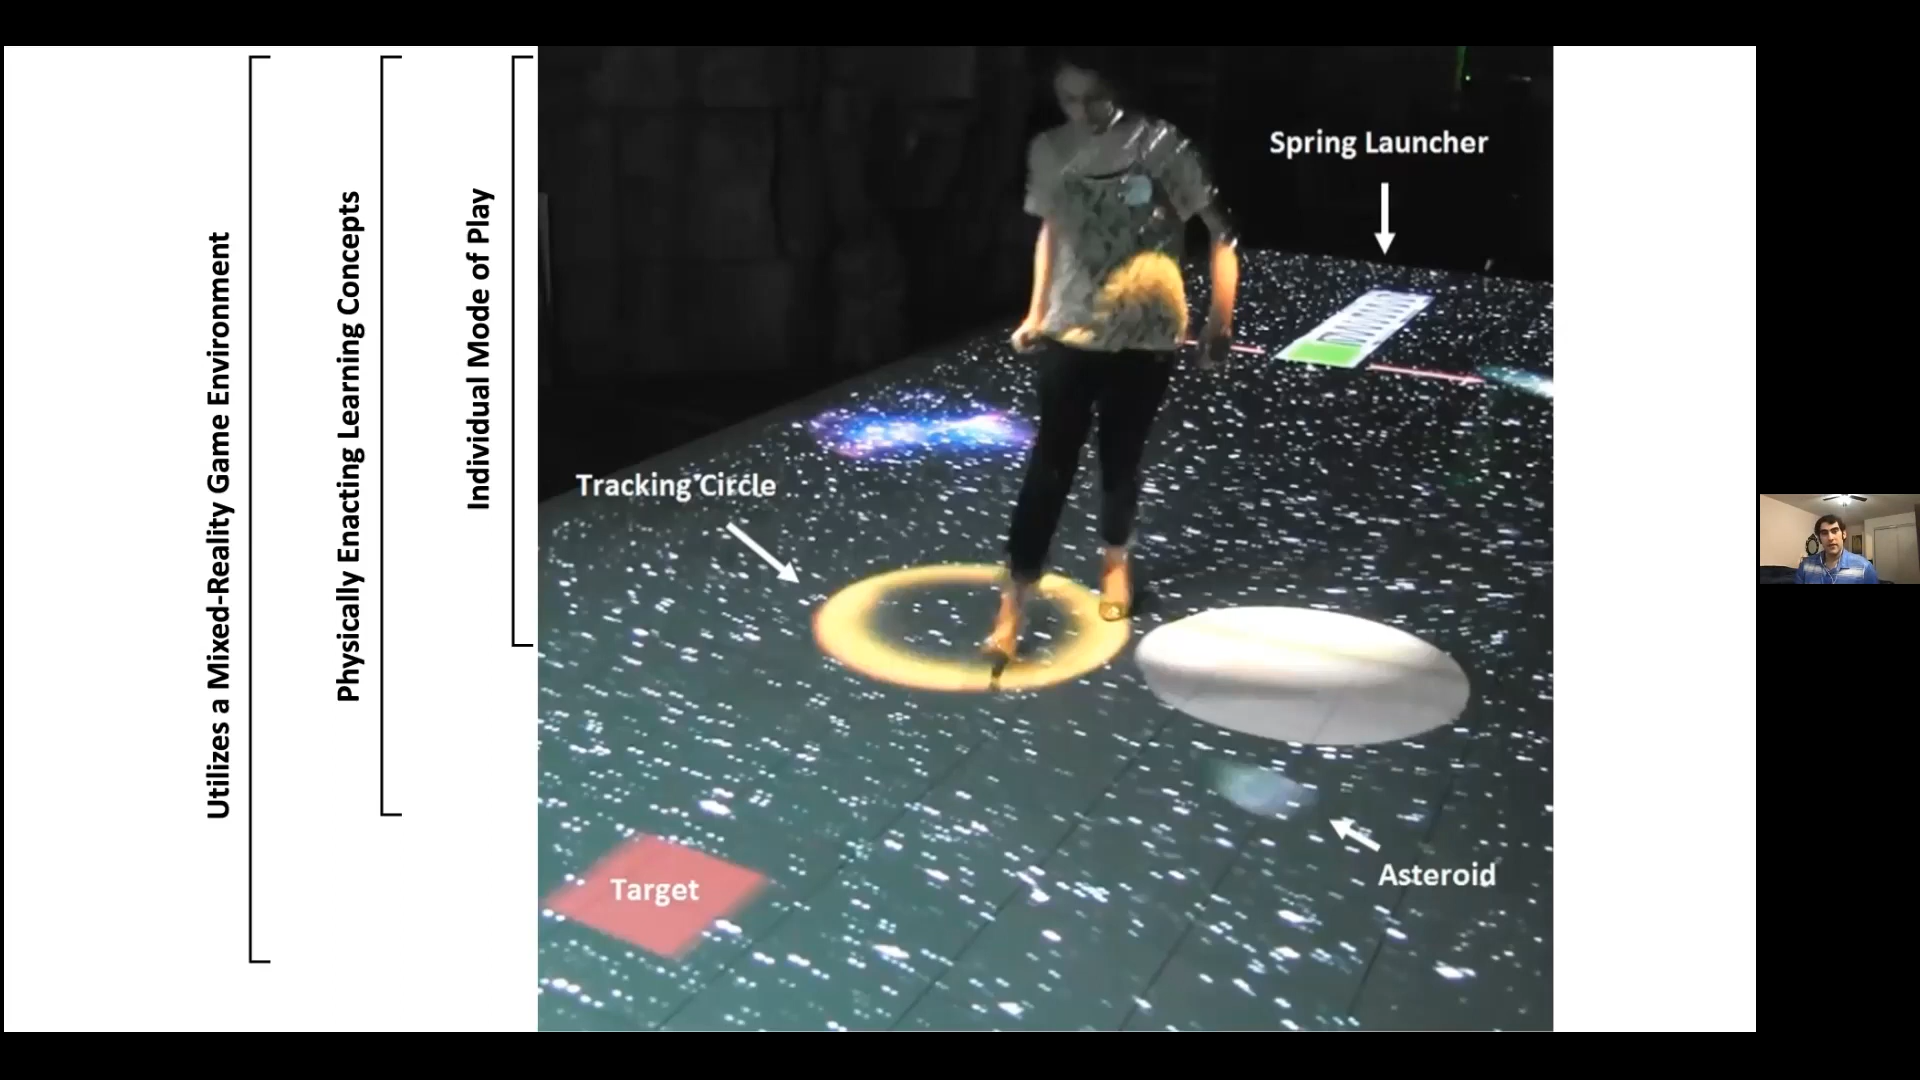 Utilizes a Mixed-Reality Game Environment
Physically Enacting Learning Concepts
Individual Mode of Play
Spring Launcher
Tracking Circle
Target
Asteroid